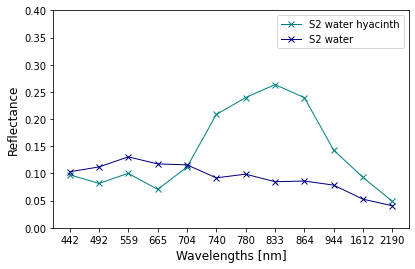 0.40
0.35
0.30
0.25
0.20
0.15
0.10
0.05
0.00
Reflectance
S2 water hyacinth
S2 water
442 492 559 665 704 740 780 833 864 944 1612 2190
Wavelengths [nm]